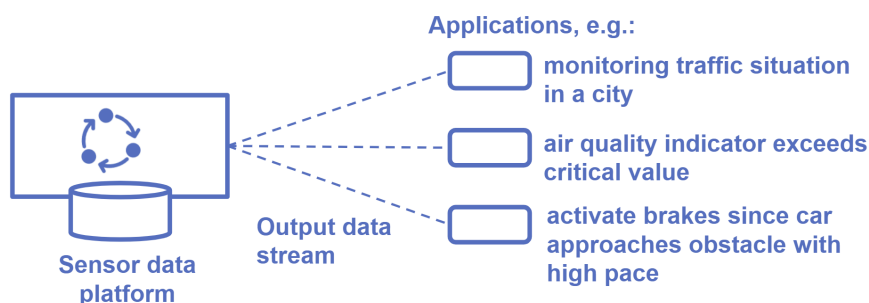 Applications, e.g.:
monitoring traffic situation
in a city
air quality indicator exceeds
critical value
activate brakes since car
approaches obstacle with
high pace
Output data
stream
Sensor data
platform